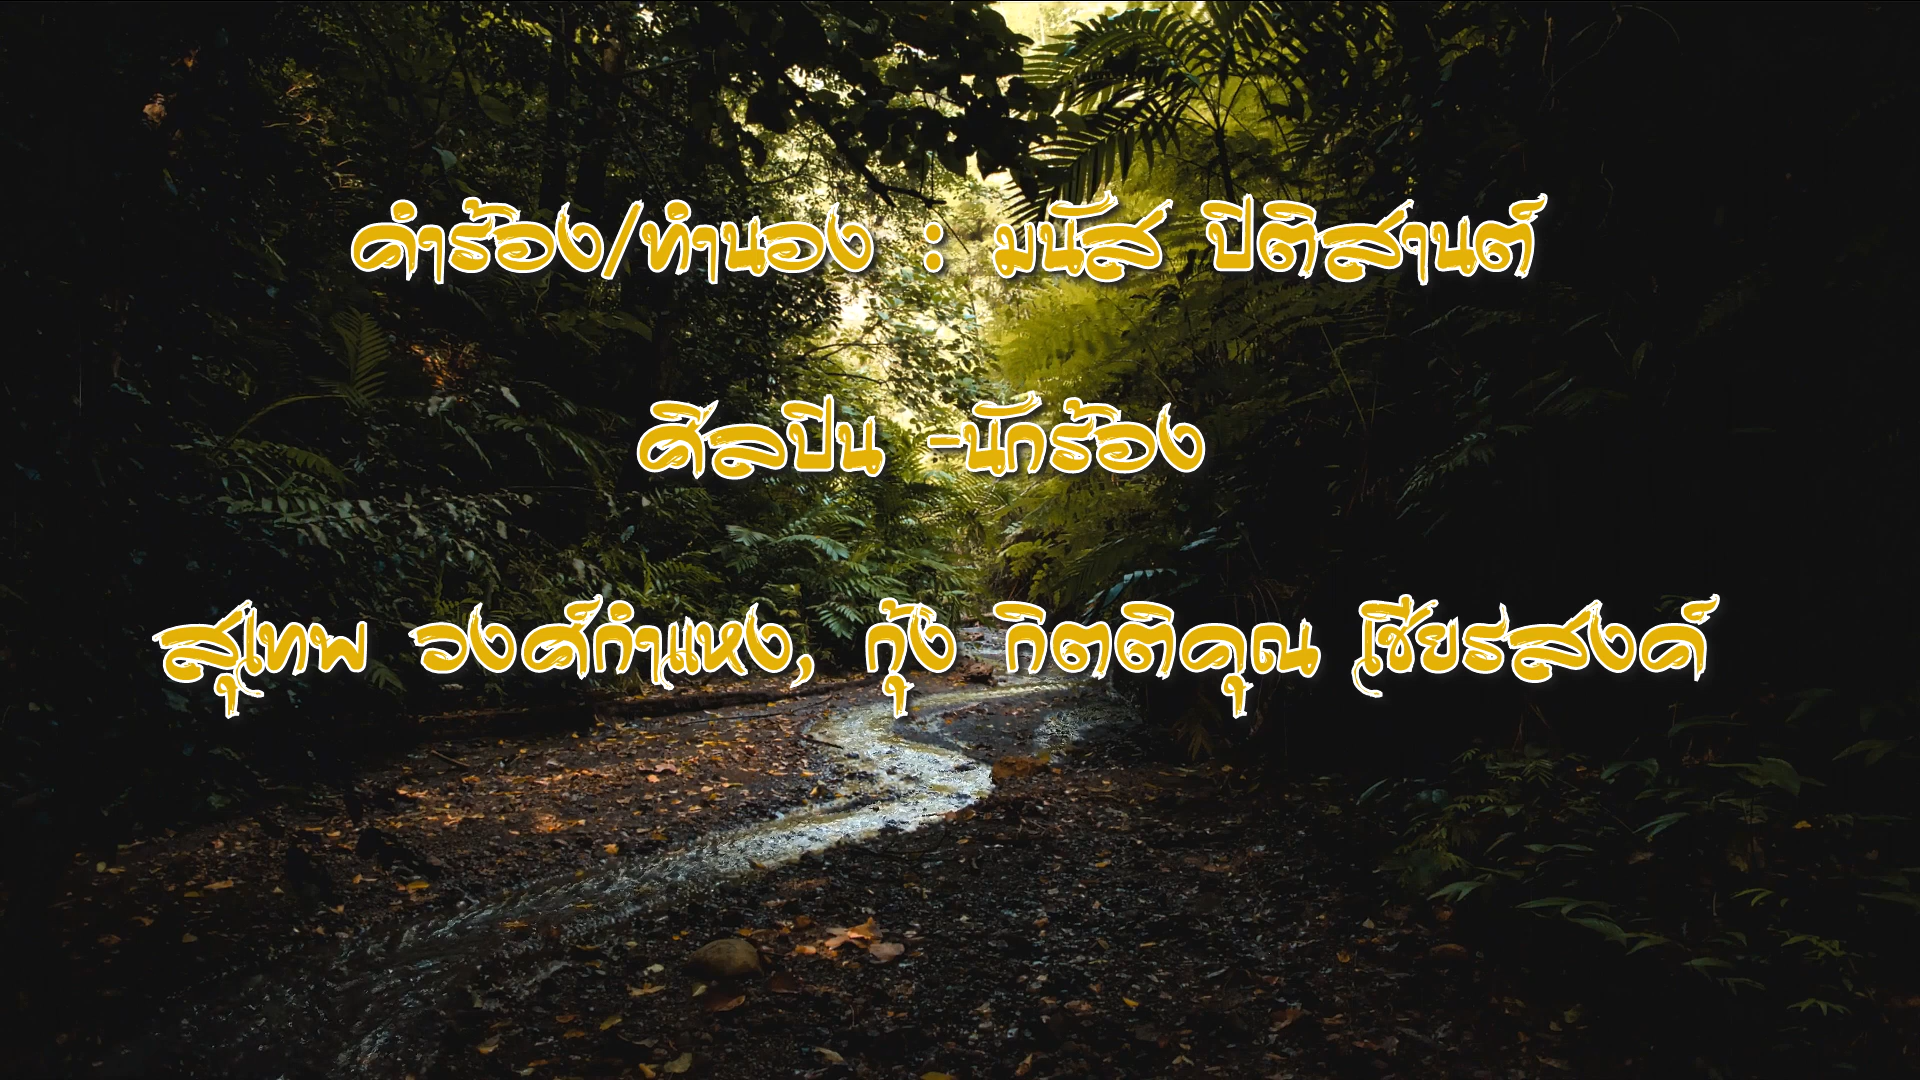 คำร้อง/ทำนอง : มนัส ปิติสานต์
ศิลปิน -นักร้อง
สุเทพ วงศ์กำแหง, กุ้ง กิตติคุณ เชียรสงค์